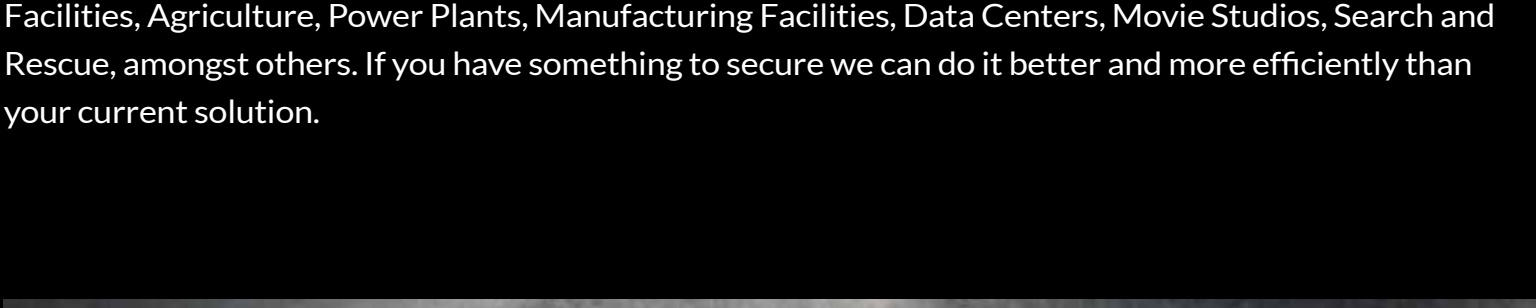 Facilities, Agriculture, Power Plants, Manufacturing Facilities, Data Centers, Movie Studios, Search and
Rescue, amongst others. If you have something to secure we can do it better and more efficiently than
your current solution.